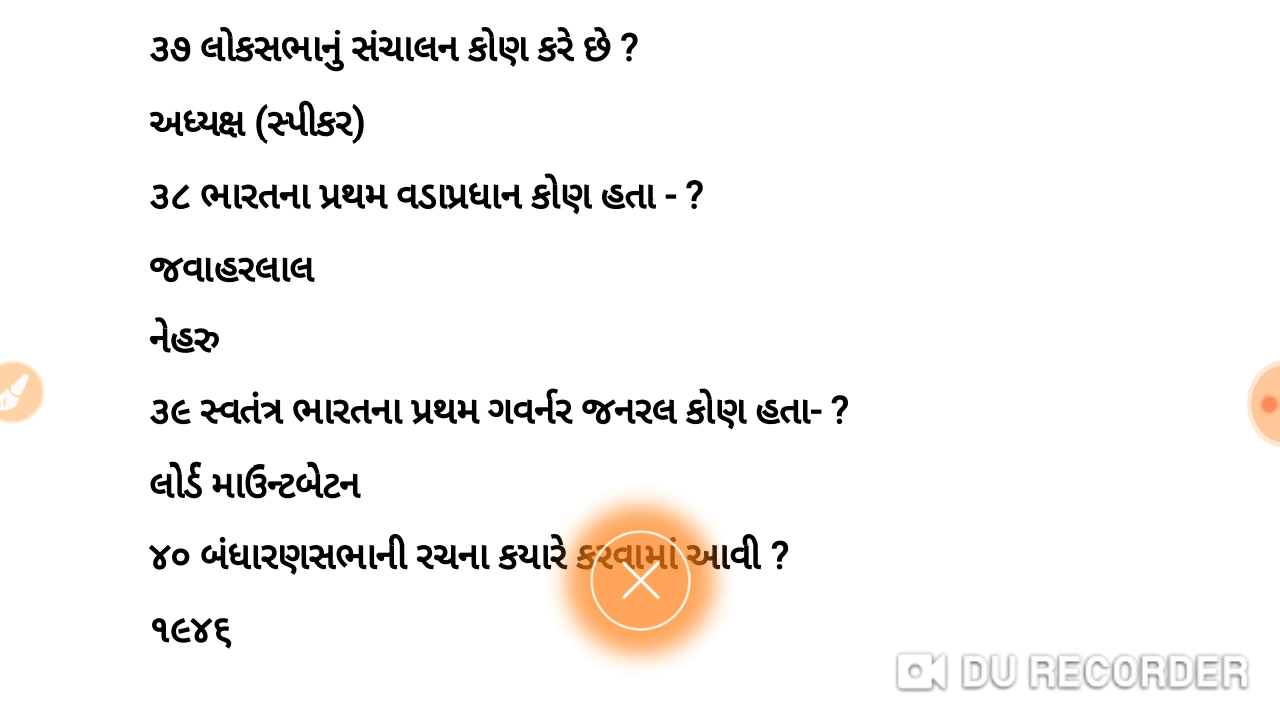 ૩૭ લોકસભાનું સંચાલન કોણ કરે છે ?
અધ્યક્ષ (સ્પીકર)
૩૮ ભારતના પ્રથમ વડાપ્રધાન કોણ હતા - ?
જવાહરલાલ
નેહરુ
૩૯ સ્વતંત્ર ભારતના પ્રથમ ગવર્નર જનરલ કોણ હતા- ?
લોર્ડ માઉન્ટબેટન
૪૦ બંધારણસભાની રચના કયારે કરવામાં આવી ?
૧૯૪૬
DU RECORDER